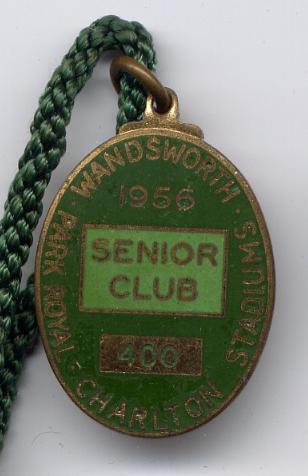 · WANDSWORTH · STADIUMS
PARK ROYAL - CHARLTON
1956
SENIOR
CLUB
400